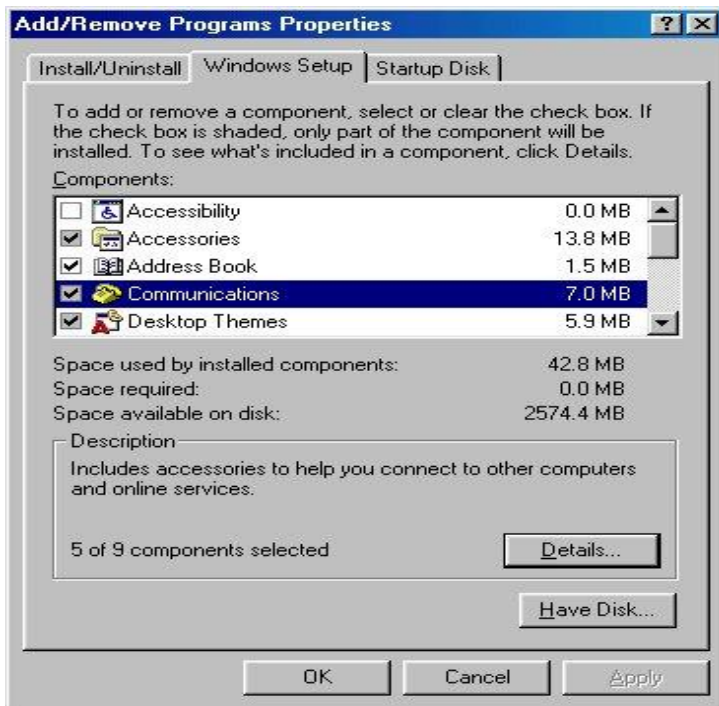 Add/Remove Programs Properties
Install/Uninstall Windows Setup Startup Disk
To add or remove a component, select or clear the check box. If
the check box is shaded, only part of the component will be
installed. To see what's included in a component, click Details.
Components:
Accessibility 0.0 MB
Accessories 13.8 MB
Address Book 1.5 MB
Communications 7.0 MB
Desktop Themes 5.9 MB
Space used by installed components: 42.8 MB
Space required: 0.0 MB
Space available on disk: 2574.4 MB
Description
Includes accessories to help you connect to other computers
and online services.
5 of 9 components selected Details...
Have Disk...
OK Cancel Apply